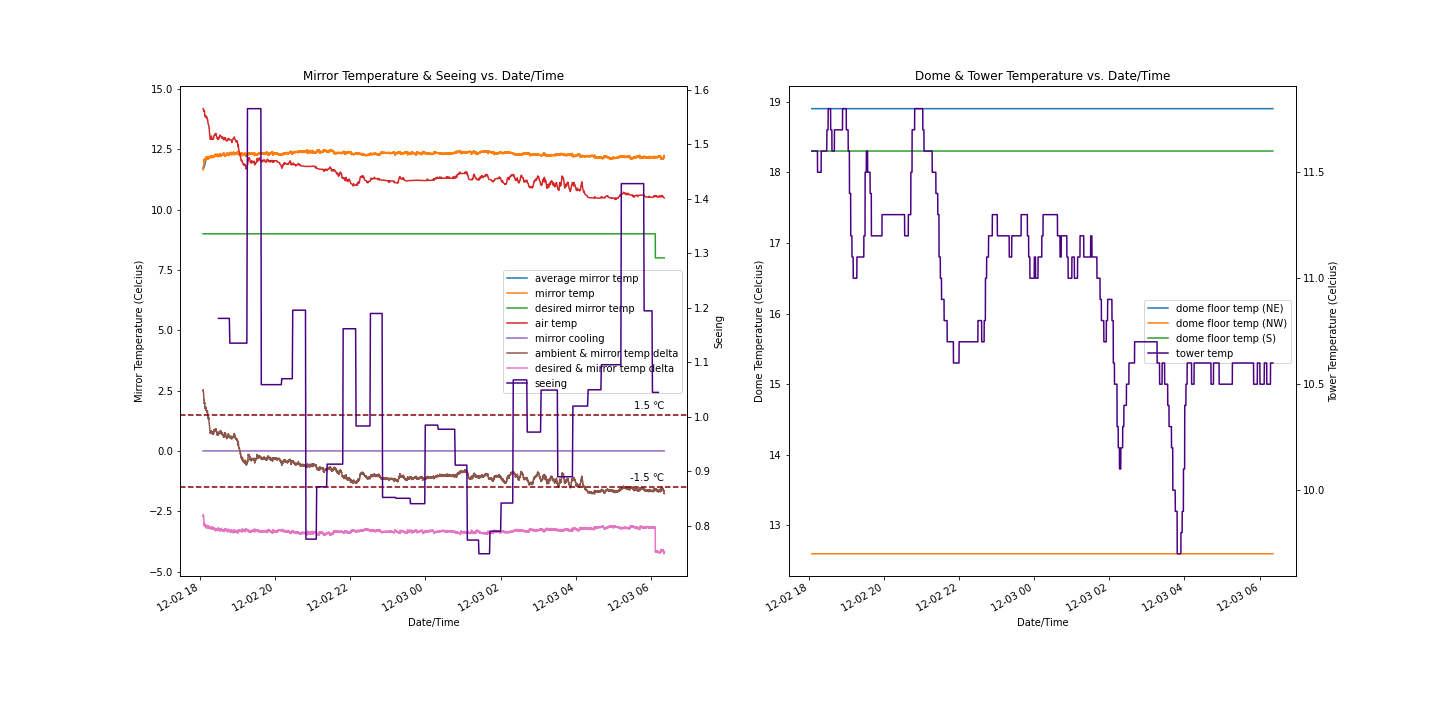 Mirror Temperature & Seeing vs. Date/Time
15.0
12.5
10.0
7.5
5.0
2.5
0.0
−2.5
−5.0
Mirror Temperature (Celcius)
1.6
1.5
1.4
1.3
1.2
1.1
1.0
0.9
0.8
Seeing
average mirror temp
mirror temp
desired mirror temp
air temp
mirror cooling
ambient & mirror temp delta
desired & mirror temp delta
seeing
1.5 °C
-1.5 °C
12-02 18
12-02 20
12-02 22
12-03 00
12-03 02
12-03 04
12-03 06
Date/Time
Dome & Tower Temperature vs. Date/Time
19
18
17
16
15
14
13
Dome Temperature (Celcius)
11.5
11.0
10.5
10.0
Tower Temperature (Celcius)
dome floor temp (NE)
dome floor temp (NW)
dome floor temp (S)
tower temp
12-02 18
12-02 20
12-02 22
12-03 00
12-03 02
12-03 04
12-03 06
Date/Time